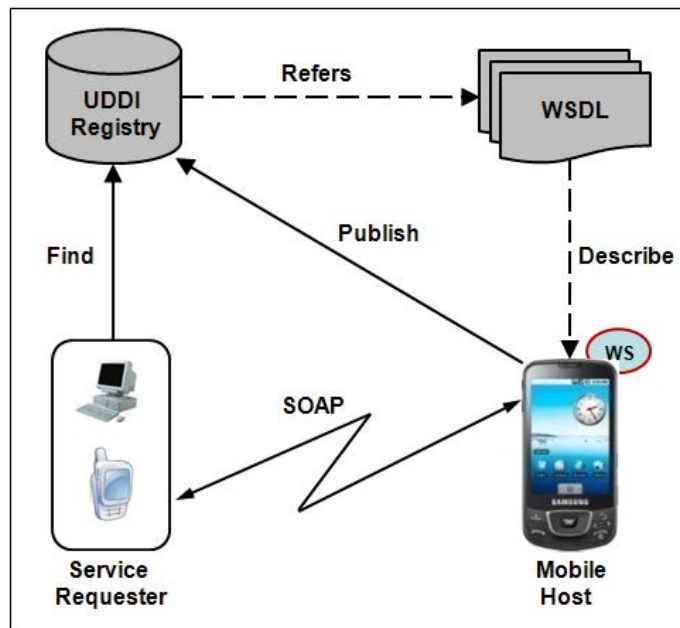 UDDI
Registry
Refers
WSDL
Publish
Find
Describe
WS
SOAP
SAMSUNG
Service
Requester
Mobile
Host